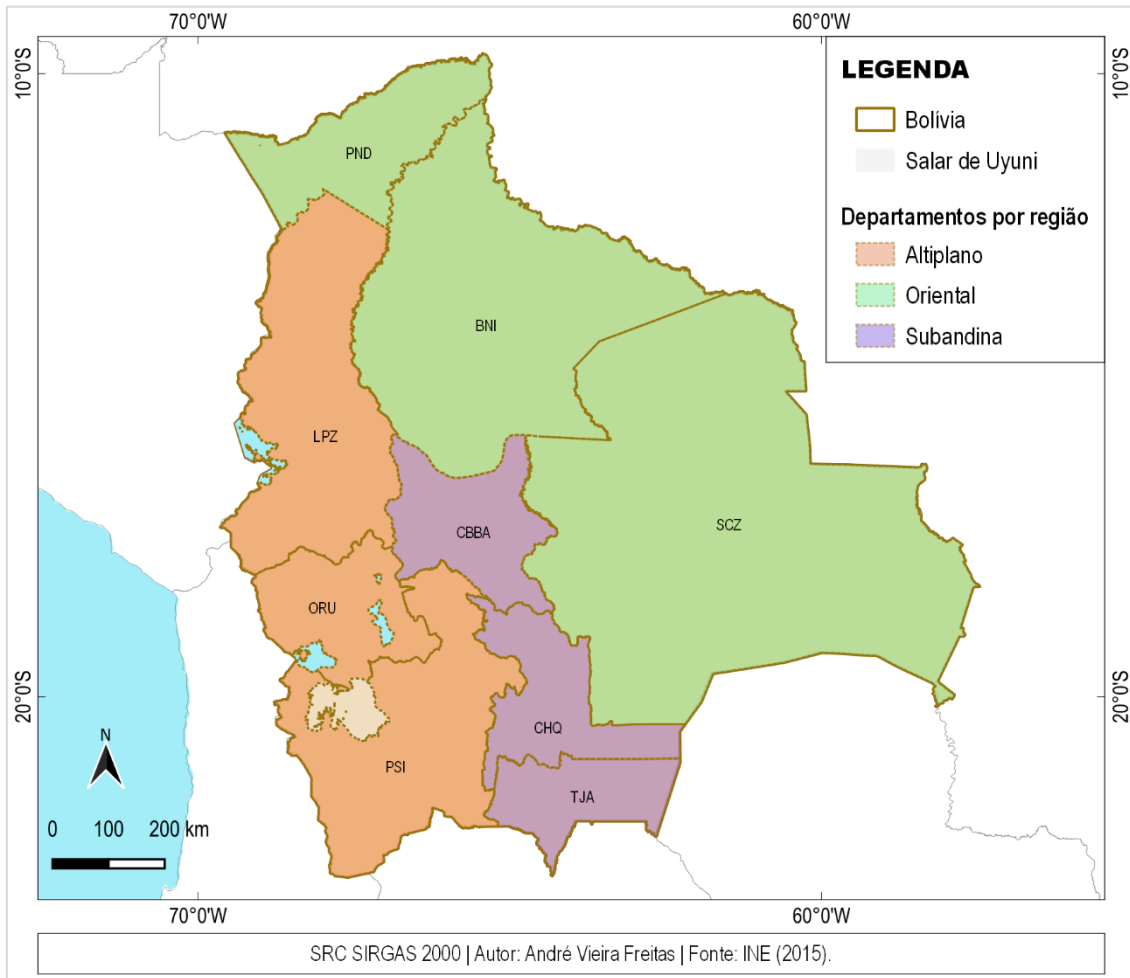 70°0'W 60°0'W
10°0'S 10°0'S
LEGENDA
Bolívia
Salar de Uyuni
Departamentos por região
Altiplano
Oriental
Subandina
PND
BNI
LPZ
SCZ
CBBA
ORU
20°0'S 20°0'S
CHQ
N
PSI
TJA
0 100 200 km
70°0'W 60°0'W
SRC SIRGAS 2000 | Autor: André Vieira Freitas | Fonte: INE (2015).